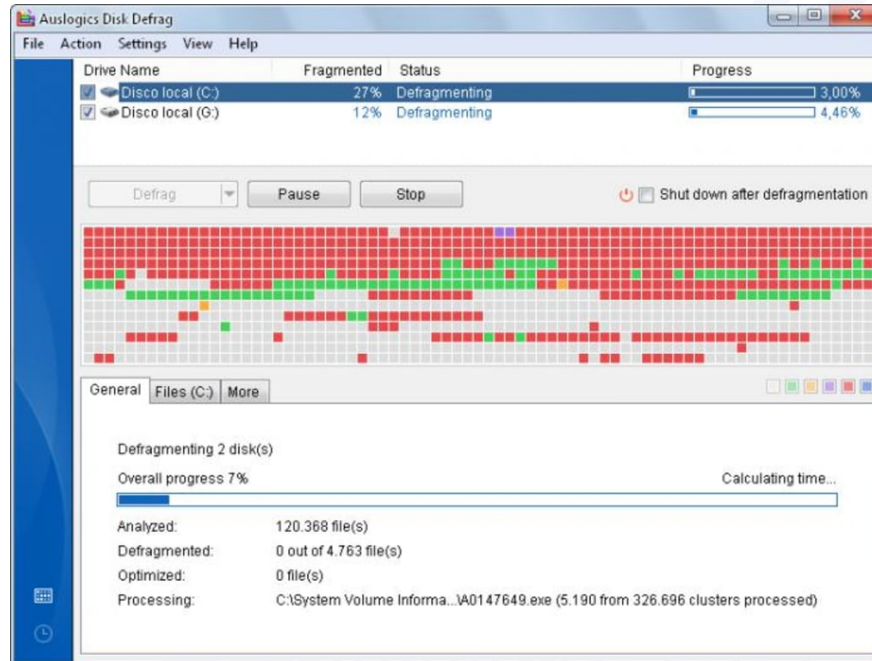 Auslogics Disk Defrag
File Action Settings View Help
Drive Name Fragmented Status Progress
Disco local (C:) 27% Defragmenting 3,00%
Disco local (G:) 12% Defragmenting 4,46%
Defrag Pause Stop Shut down after defragmentation
General Files (C:) More
Defragmenting 2 disk(s)
Overall progress 7% Calculating time...
Analyzed: 120.368 file(s)
Defragmented: 0 out of 4.763 file(s)
Optimized: 0 file(s)
Processing: C:\System Volume Informa...\A0147649.exe (5.190 from 326.696 clusters processed)